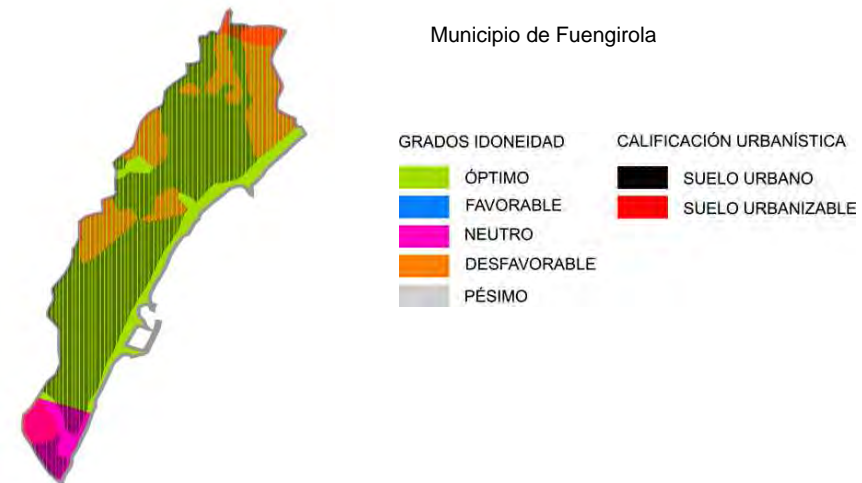 Municipio de Fuengirola
GRADOS IDONEIDAD
ÓPTIMO
FAVORABLE
NEUTRO
DESFAVORABLE
PÉSIMO
CALIFICACIÓN URBANÍSTICA
SUELO URBANO
SUELO URBANIZABLE